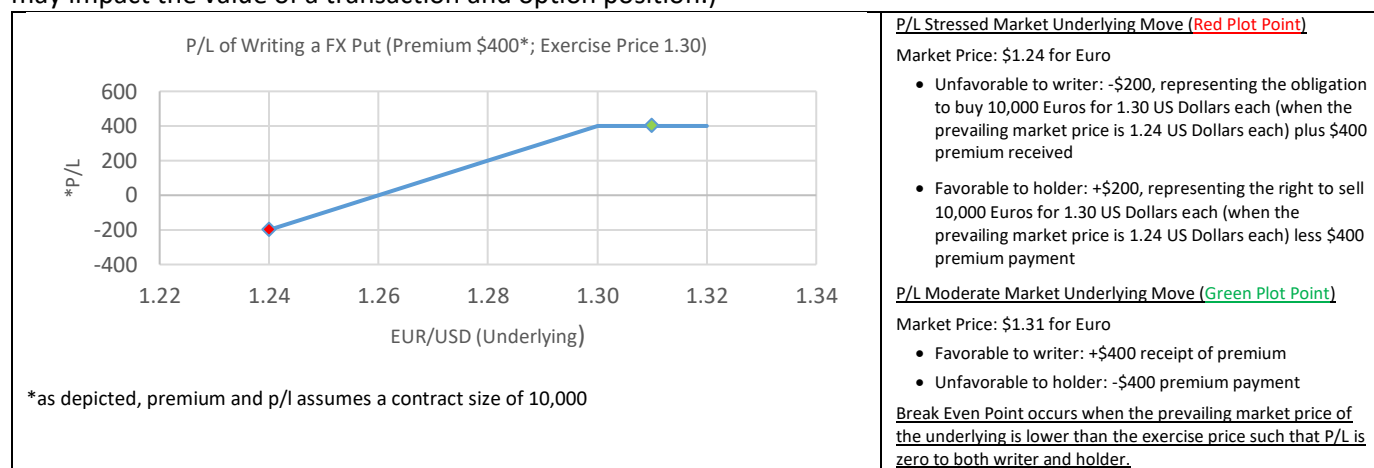 may impact the value of a transaction and option position.)
P/L of Writing a FX Put (Premium $400*; Exercise Price 1.30)
600
400
200
0
-200
-400
*P/L
1.22 1.24 1.26 1.28 1.30 1.32 1.34
EUR/USD (Underlying)
*as depicted, premium and p/l assumes a contract size of 10,000
P/L Stressed Market Underlying Move (Red Plot Point)
Market Price: $1.24 for Euro
• Unfavorable to writer: -$200, representing the obligation
to buy 10,000 Euros for 1.30 US Dollars each (when the
prevailing market price is 1.24 US Dollars each) plus $400
premium received
• Favorable to holder: +$200, representing the right to sell
10,000 Euros for 1.30 US Dollars each (when the
prevailing market price is 1.24 US Dollars each) less $400
premium payment
P/L Moderate Market Underlying Move (Green Plot Point)
Market Price: $1.31 for Euro
• Favorable to writer: +$400 receipt of premium
• Unfavorable to holder: -$400 premium payment
Break Even Point occurs when the prevailing market price of
the underlying is lower than the exercise price such that P/L is
zero to both writer and holder.